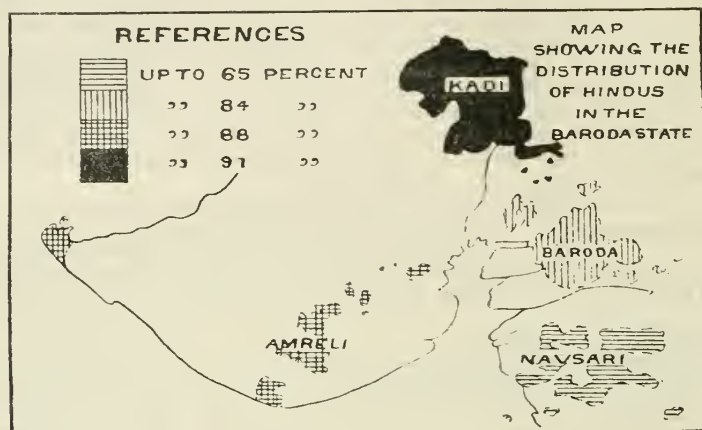 REFERENCES
UP TO 65 PERCENT
„ 84 „
„ 88 „
„ 91 „
MAP
SHOWING THE
DISTRIBUTION
OF HINDUS
IN THE
BARODA STATE
KADI
BARODA
AMRELI
NAVSARI